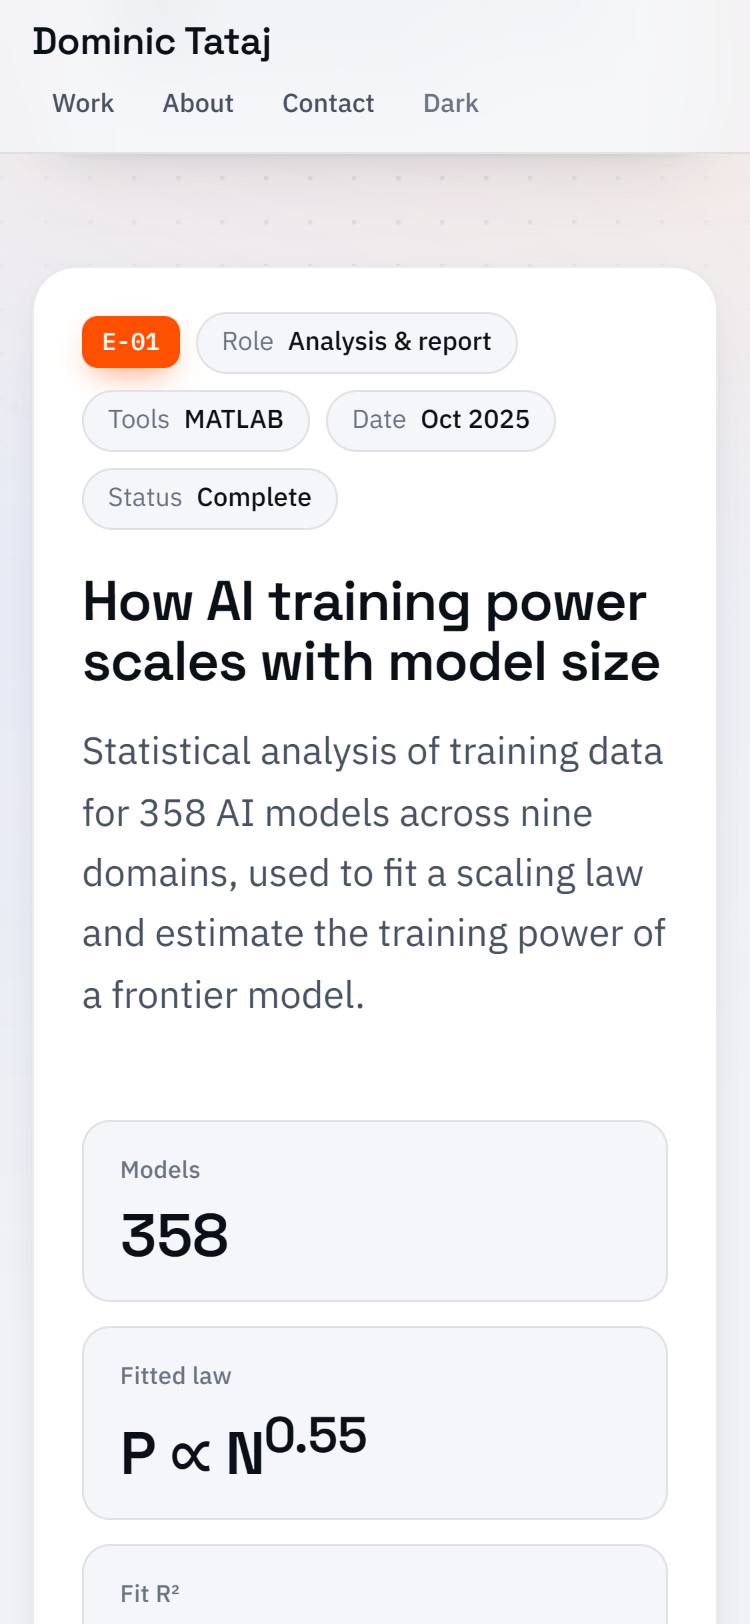 Dominic Tataj
Work About Contact Dark
E-01 Role Analysis & report
Tools MATLAB Date Oct 2025
Status Complete
How AI training power
scales with model size
Statistical analysis of training data
for 358 AI models across nine
domains, used to fit a scaling law
and estimate the training power of
a frontier model.
Models
358
Fitted law
P ∝ N^0.55
Fit R²